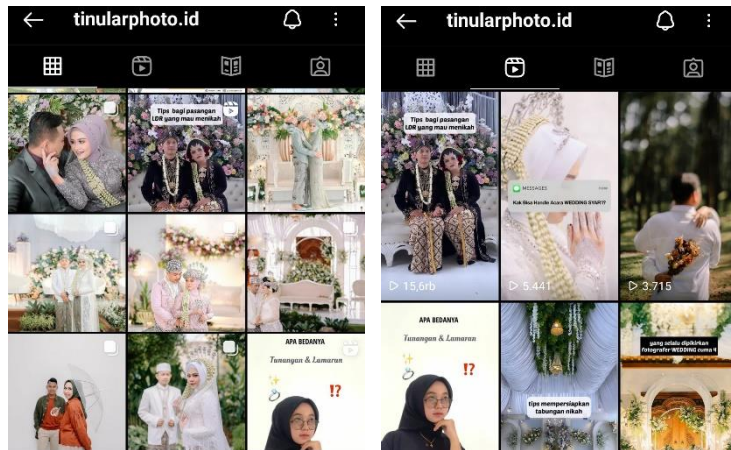 tinularphoto.id
Tips bagi pasangan
LDR yang mau menikah
APA BEDANYA
Tunangan & Lamaran
⁉
tinularphoto.id
Tips bagi pasangan
LDR yang mau menikah
15,6rb
MESSAGES
Kak Bisa Handle Acara WEDDING SYAR'I??
5.441
3.715
APA BEDANYA
Tunangan & Lamaran
⁉
tips mempersiapkan
tabungan nikah
yang selalu dipikirkan
fotografer WEDDING cuma 4